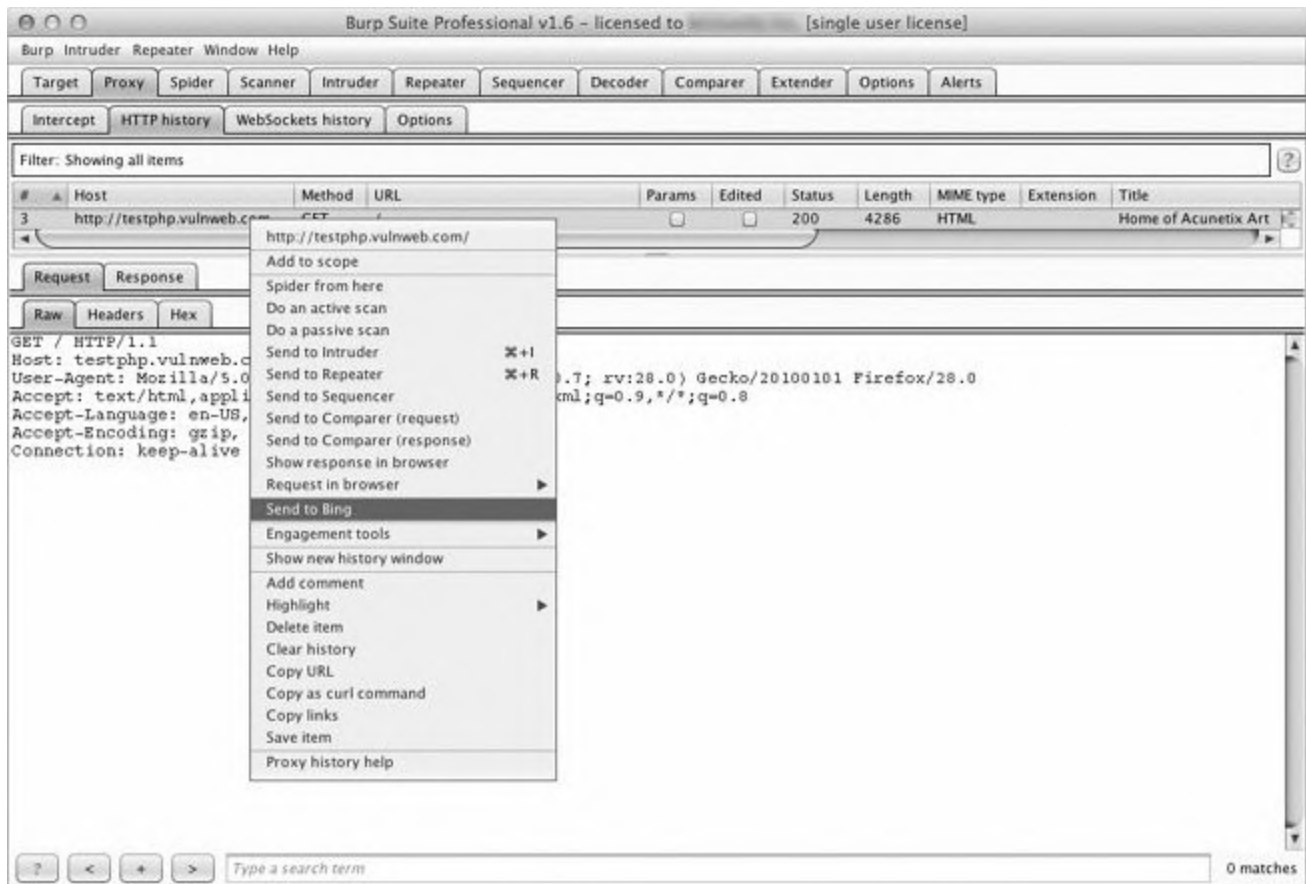 Burp Suite Professional v1.6 – licensed to [single user license]
Burp Intruder Repeater Window Help
Target Proxy Spider Scanner Intruder Repeater Sequencer Decoder Comparer Extender Options Alerts
Intercept HTTP history WebSockets history Options
Filter: Showing all items ?
# Host Method URL Params Edited Status Length MIME type Extension Title
3 http://testphp.vulnweb.com GET / 200 4286 HTML Home of Acunetix Art
Request Response
Raw Headers Hex
GET / HTTP/1.1
Host: testphp.vulnweb.c
User-Agent: Mozilla/5.0 .7; rv:28.0) Gecko/20100101 Firefox/28.0
Accept: text/html,appli ml;q=0.9,*/*;q=0.8
Accept-Language: en-US,
Accept-Encoding: gzip,
Connection: keep-alive
http://testphp.vulnweb.com/
Add to scope
Spider from here
Do an active scan
Do a passive scan
Send to Intruder ⌘+I
Send to Repeater ⌘+R
Send to Sequencer
Send to Comparer (request)
Send to Comparer (response)
Show response in browser
Request in browser
Send to Bing
Engagement tools
Show new history window
Add comment
Highlight
Delete item
Clear history
Copy URL
Copy as curl command
Copy links
Save item
Proxy history help
? < + > Type a search term 0 matches